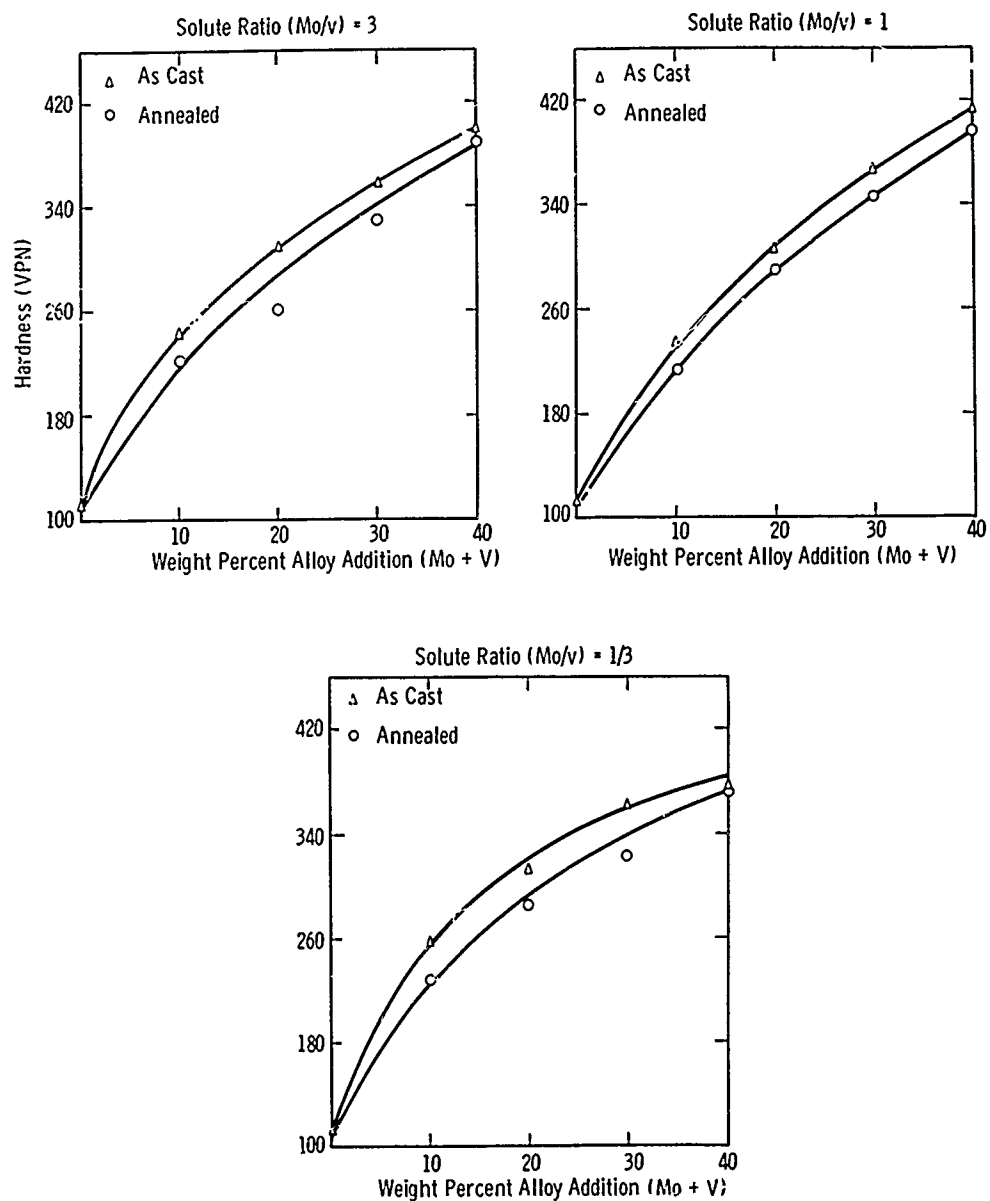 Solute Ratio (Mo/v) = 3
△ As Cast
○ Annealed
420
340
260
180
100
Hardness (VPN)
10 20 30 40
Weight Percent Alloy Addition (Mo + V)
Solute Ratio (Mo/v) = 1
△ As Cast
○ Annealed
420
340
260
180
100
10 20 30 40
Weight Percent Alloy Addition (Mo + V)
Solute Ratio (Mo/v) = 1/3
△ As Cast
○ Annealed
420
340
260
180
100
10 20 30 40
Weight Percent Alloy Addition (Mo + V)